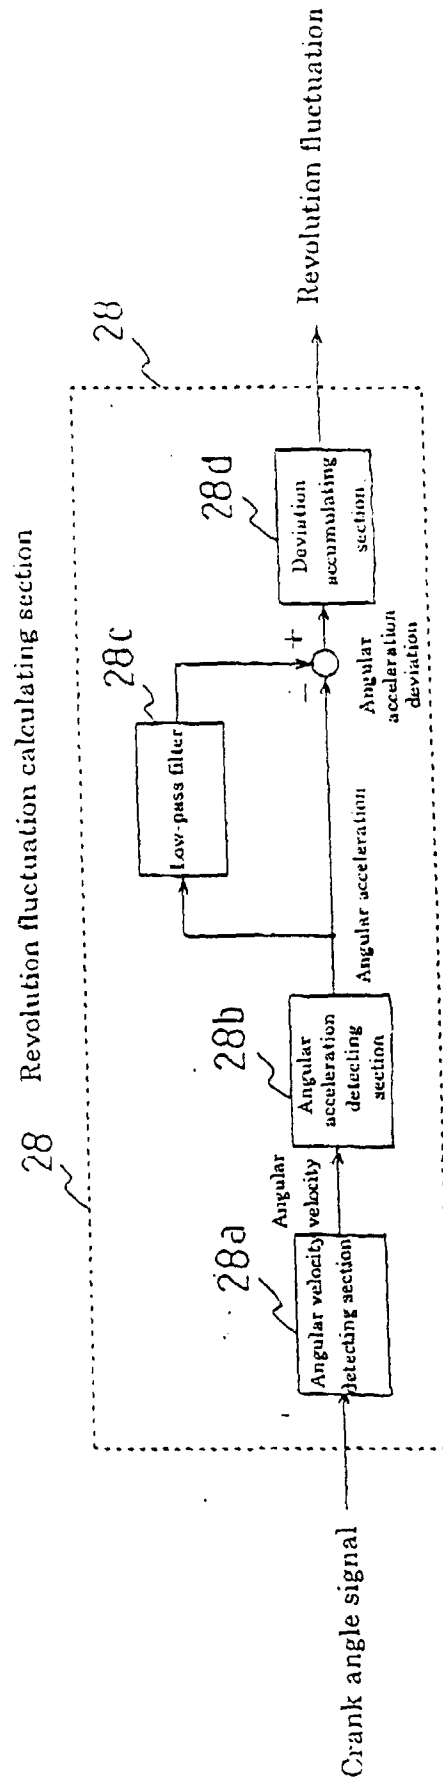 28 Revolution fluctuation calculating section
28
28a
Angular velocity
detecting section
Angular
velocity
28b
Angular
acceleration
detecting
section
28c
Low-pass filter
Angular acceleration
+
−
Angular
acceleration
deviation
28d
Deviation
accumulating
section
Crank angle signal
Revolution fluctuation